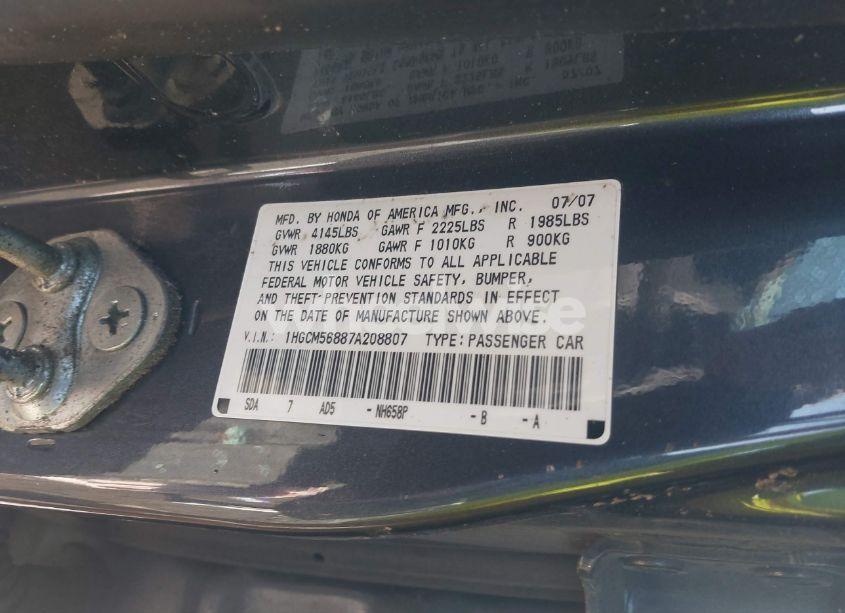 MFD. BY HONDA OF AMERICA MFG., INC. 07/07
GVWR 4145LBS GAWR F 2225LBS R 1985LBS
GVWR 1880KG GAWR F 1010KG R 900KG
THIS VEHICLE CONFORMS TO ALL APPLICABLE
FEDERAL MOTOR VEHICLE SAFETY, BUMPER,
AND THEFT PREVENTION STANDARDS IN EFFECT
ON THE DATE OF MANUFACTURE SHOWN ABOVE.
V.I.N.: 1HGCM56887A208807 TYPE: PASSENGER CAR
SDA 7 AD5 -NH658P -B -A